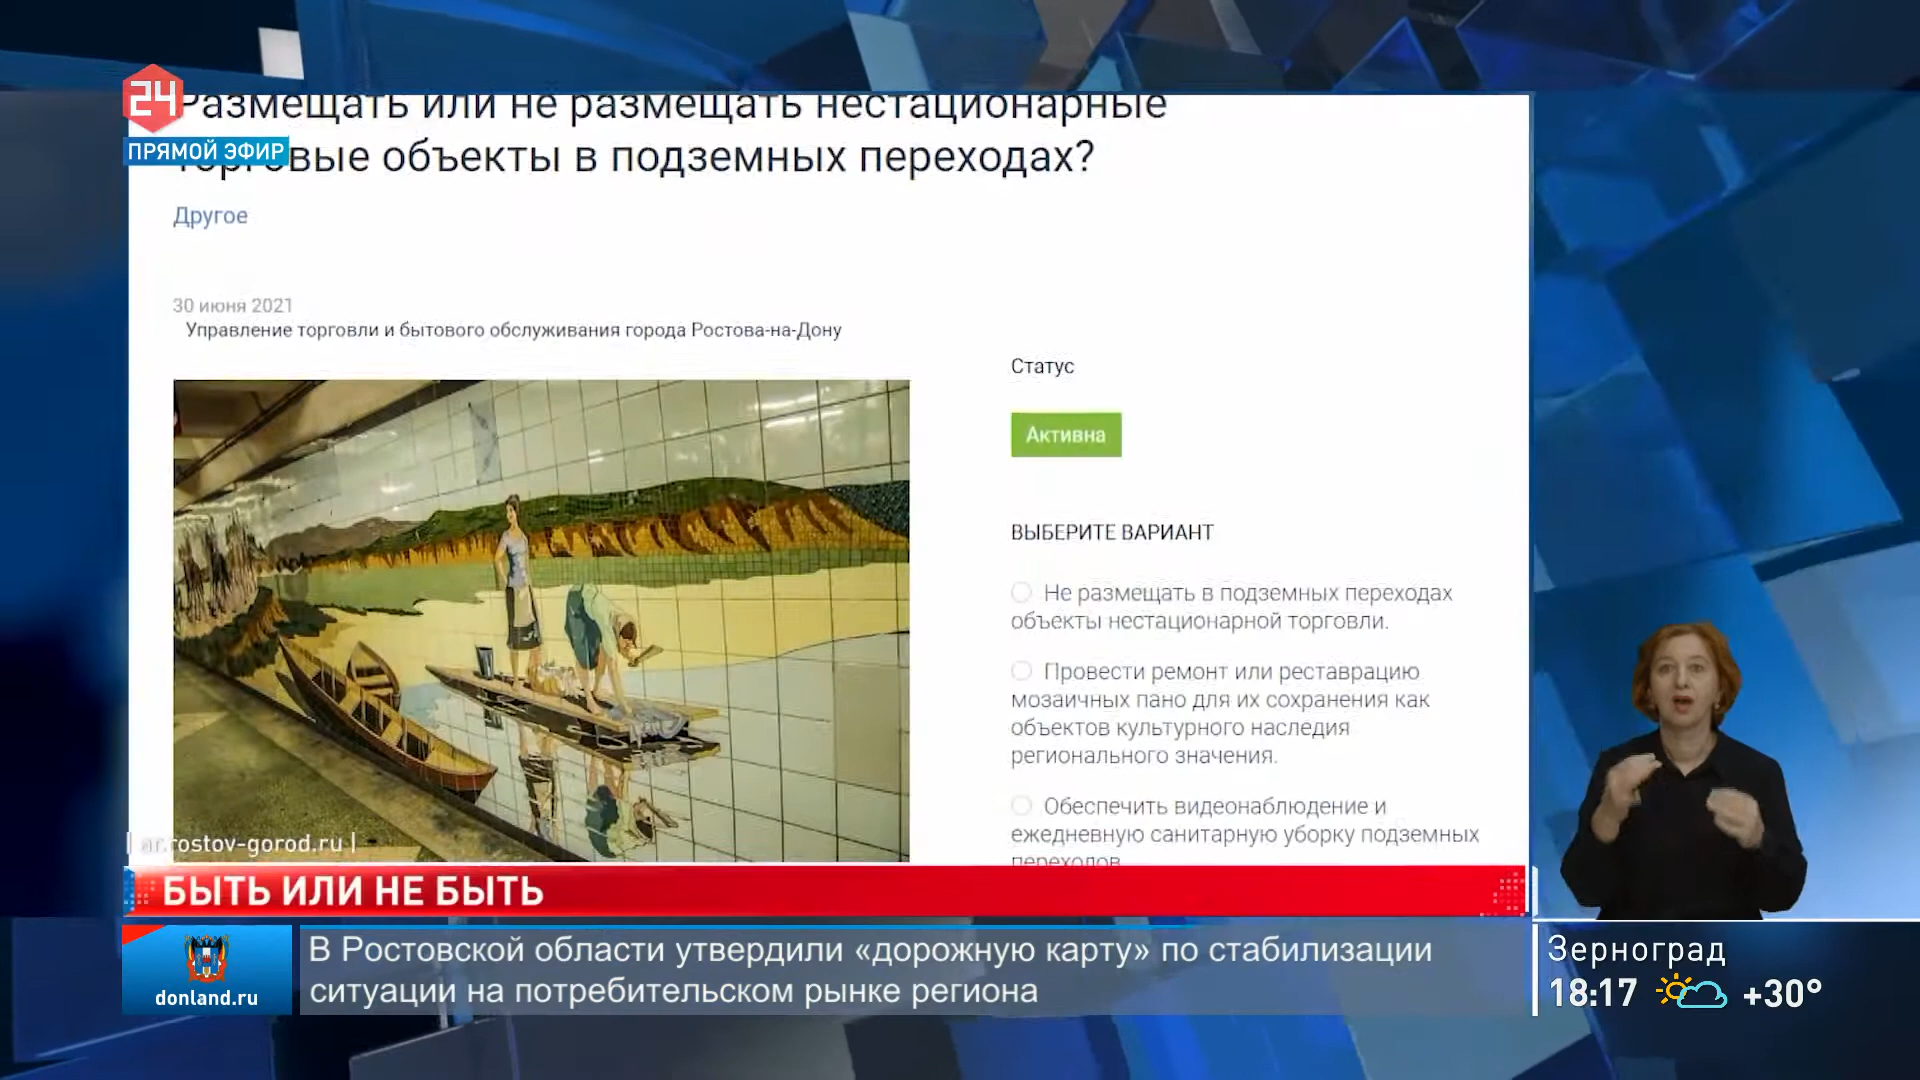 24
ПРЯМОЙ ЭФИР
Размещать или не размещать нестационарные
торговые объекты в подземных переходах?
Другое
30 июня 2021
Управление торговли и бытового обслуживания города Ростова-на-Дону
Статус
Активна
ВЫБЕРИТЕ ВАРИАНТ
Не размещать в подземных переходах
объекты нестационарной торговли.
Провести ремонт или реставрацию
мозаичных пано для их сохранения как
объектов культурного наследия
регионального значения.
Обеспечить видеонаблюдение и
ежедневную санитарную уборку подземных
переходов
| ar.rostov-gorod.ru |
БЫТЬ ИЛИ НЕ БЫТЬ
donland.ru
В Ростовской области утвердили «дорожную карту» по стабилизации
ситуации на потребительском рынке региона
Зерноград
18:17 +30°